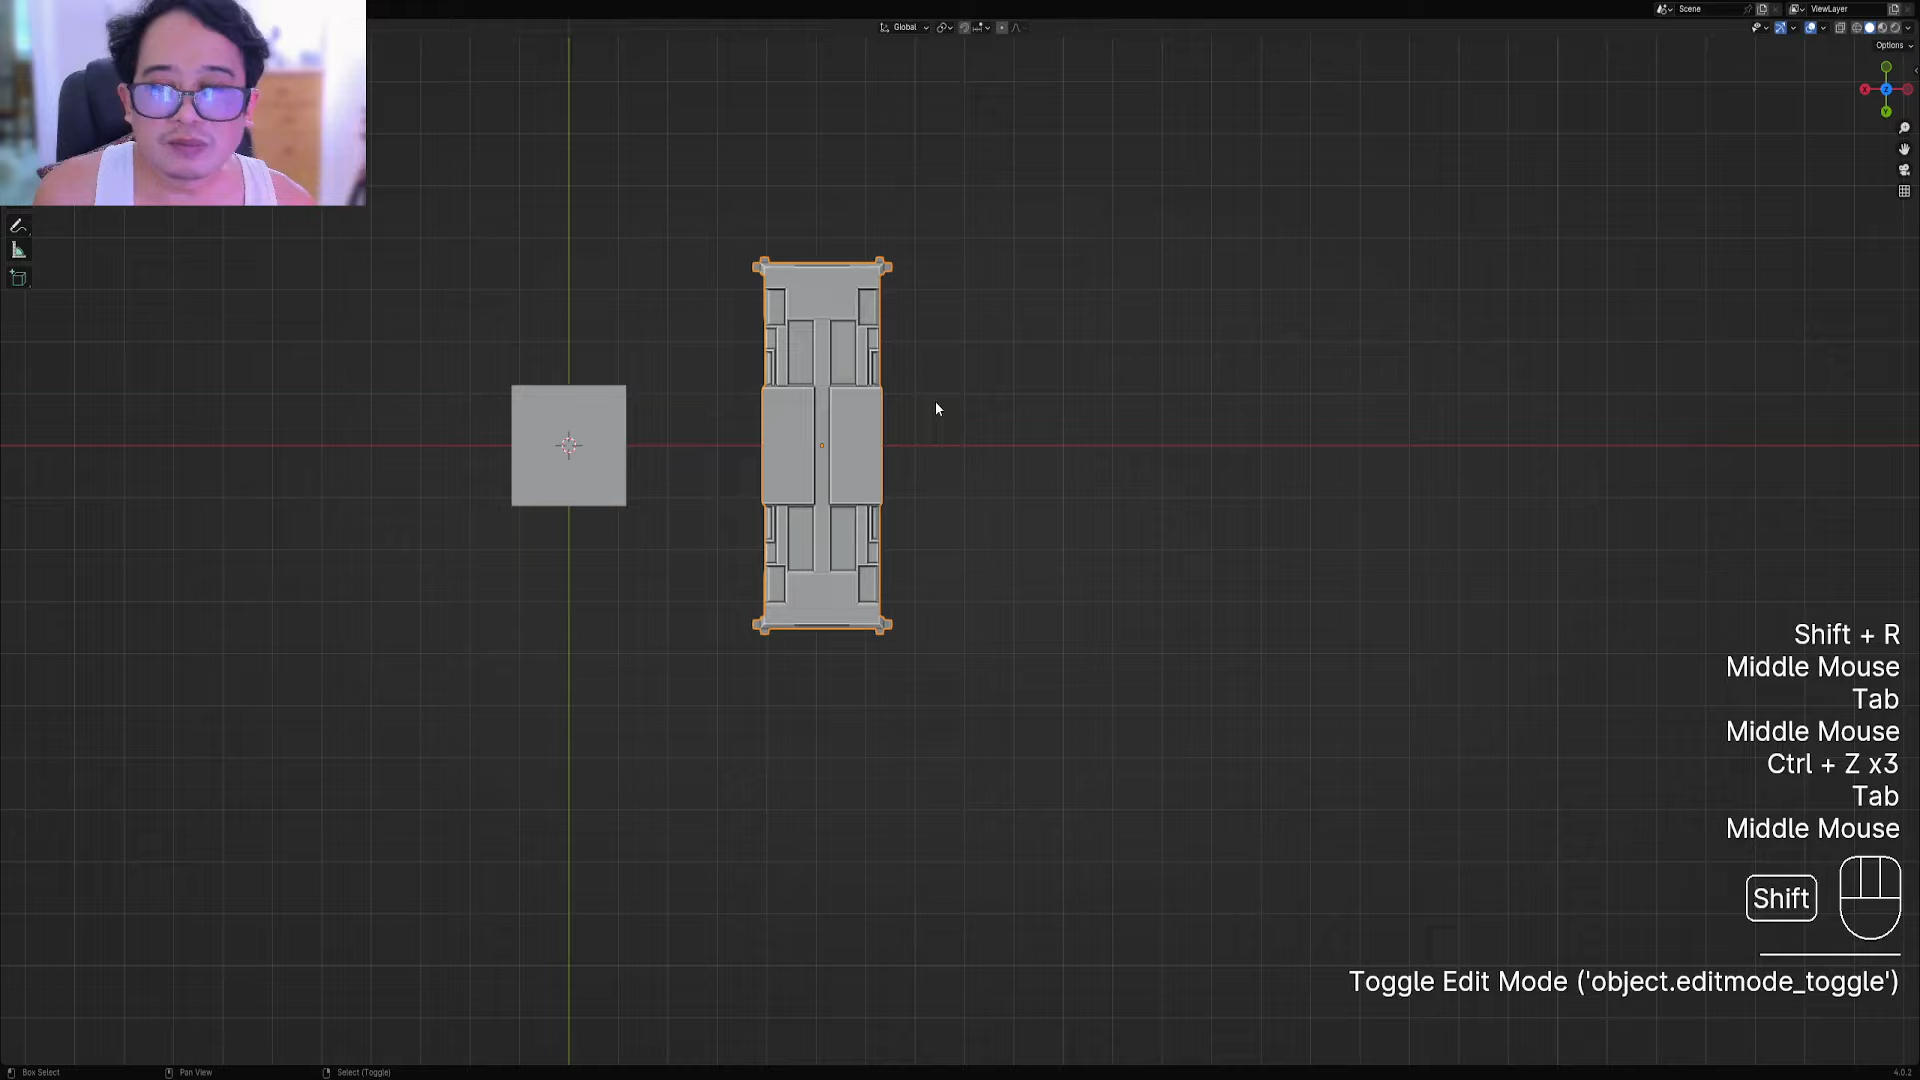 Scene
ViewLayer
Global
Options
X
Z
Y
Shift + R
Middle Mouse
Tab
Middle Mouse
Ctrl + Z x3
Tab
Middle Mouse
Shift
Toggle Edit Mode ('object.editmode_toggle')
Box Select
Pan View
Select (Toggle)
4.0.2